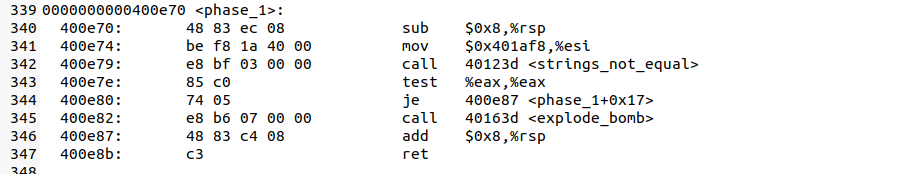 339 0000000000400e70 <phase_1>:
340 400e70: 48 83 ec 08 sub $0x8,%rsp
341 400e74: be f8 1a 40 00 mov $0x401af8,%esi
342 400e79: e8 bf 03 00 00 call 40123d <strings_not_equal>
343 400e7e: 85 c0 test %eax,%eax
344 400e80: 74 05 je 400e87 <phase_1+0x17>
345 400e82: e8 b6 07 00 00 call 40163d <explode_bomb>
346 400e87: 48 83 c4 08 add $0x8,%rsp
347 400e8b: c3 ret
348